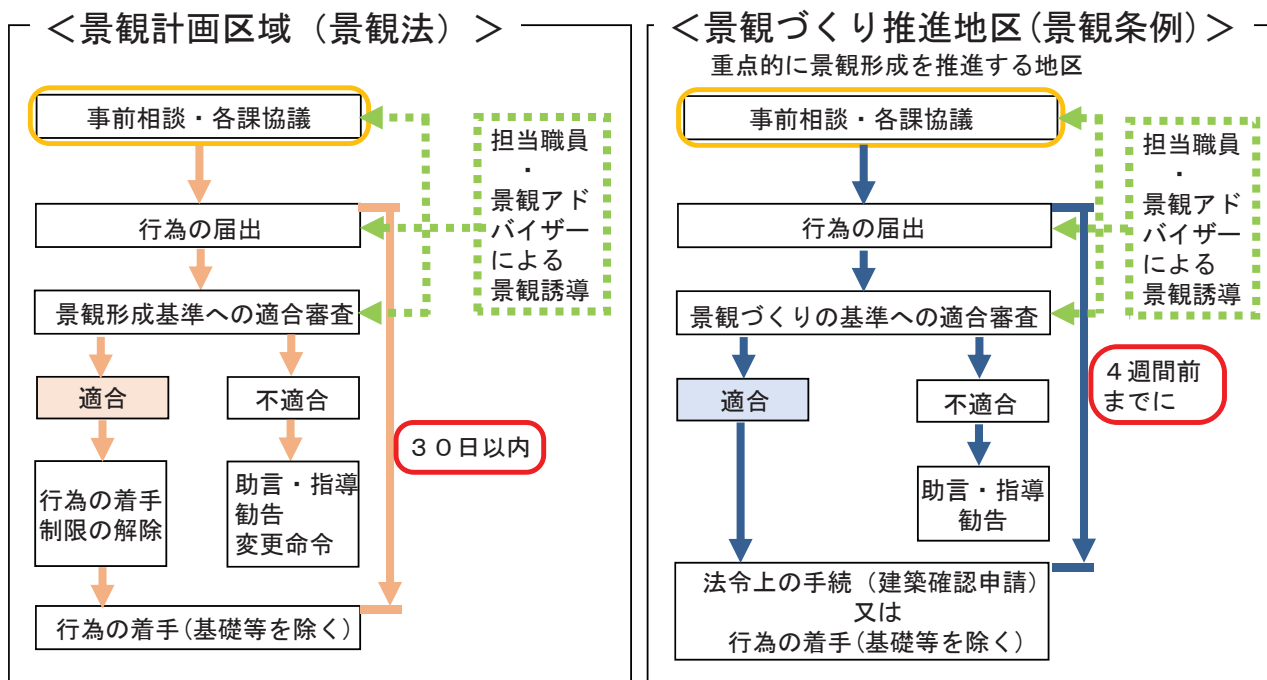 ＜景観計画区域（景観法）＞
事前相談・各課協議
担当職員
・
景観アド
バイザー
による
景観誘導
行為の届出
景観形成基準への適合審査
適合
不適合
３０日以内
行為の着手
制限の解除
助言・指導
勧告
変更命令
行為の着手(基礎等を除く)
＜景観づくり推進地区(景観条例)＞
重点的に景観形成を推進する地区
事前相談・各課協議
担当職員
・
景観アド
バイザー
による
景観誘導
行為の届出
景観づくりの基準への適合審査
４週間前
までに
適合
不適合
助言・指導
勧告
法令上の手続（建築確認申請）
又は
行為の着手(基礎等を除く)